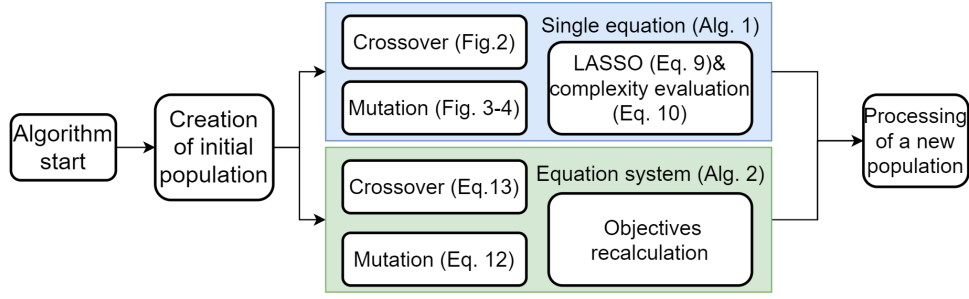 Algorithm
start
Creation
of initial
population
Single equation (Alg. 1)
Crossover (Fig.2)
Mutation (Fig. 3-4)
LASSO (Eq. 9)&
complexity evaluation
(Eq. 10)
Equation system (Alg. 2)
Crossover (Eq.13)
Mutation (Eq. 12)
Objectives
recalculation
Processing
of a new
population